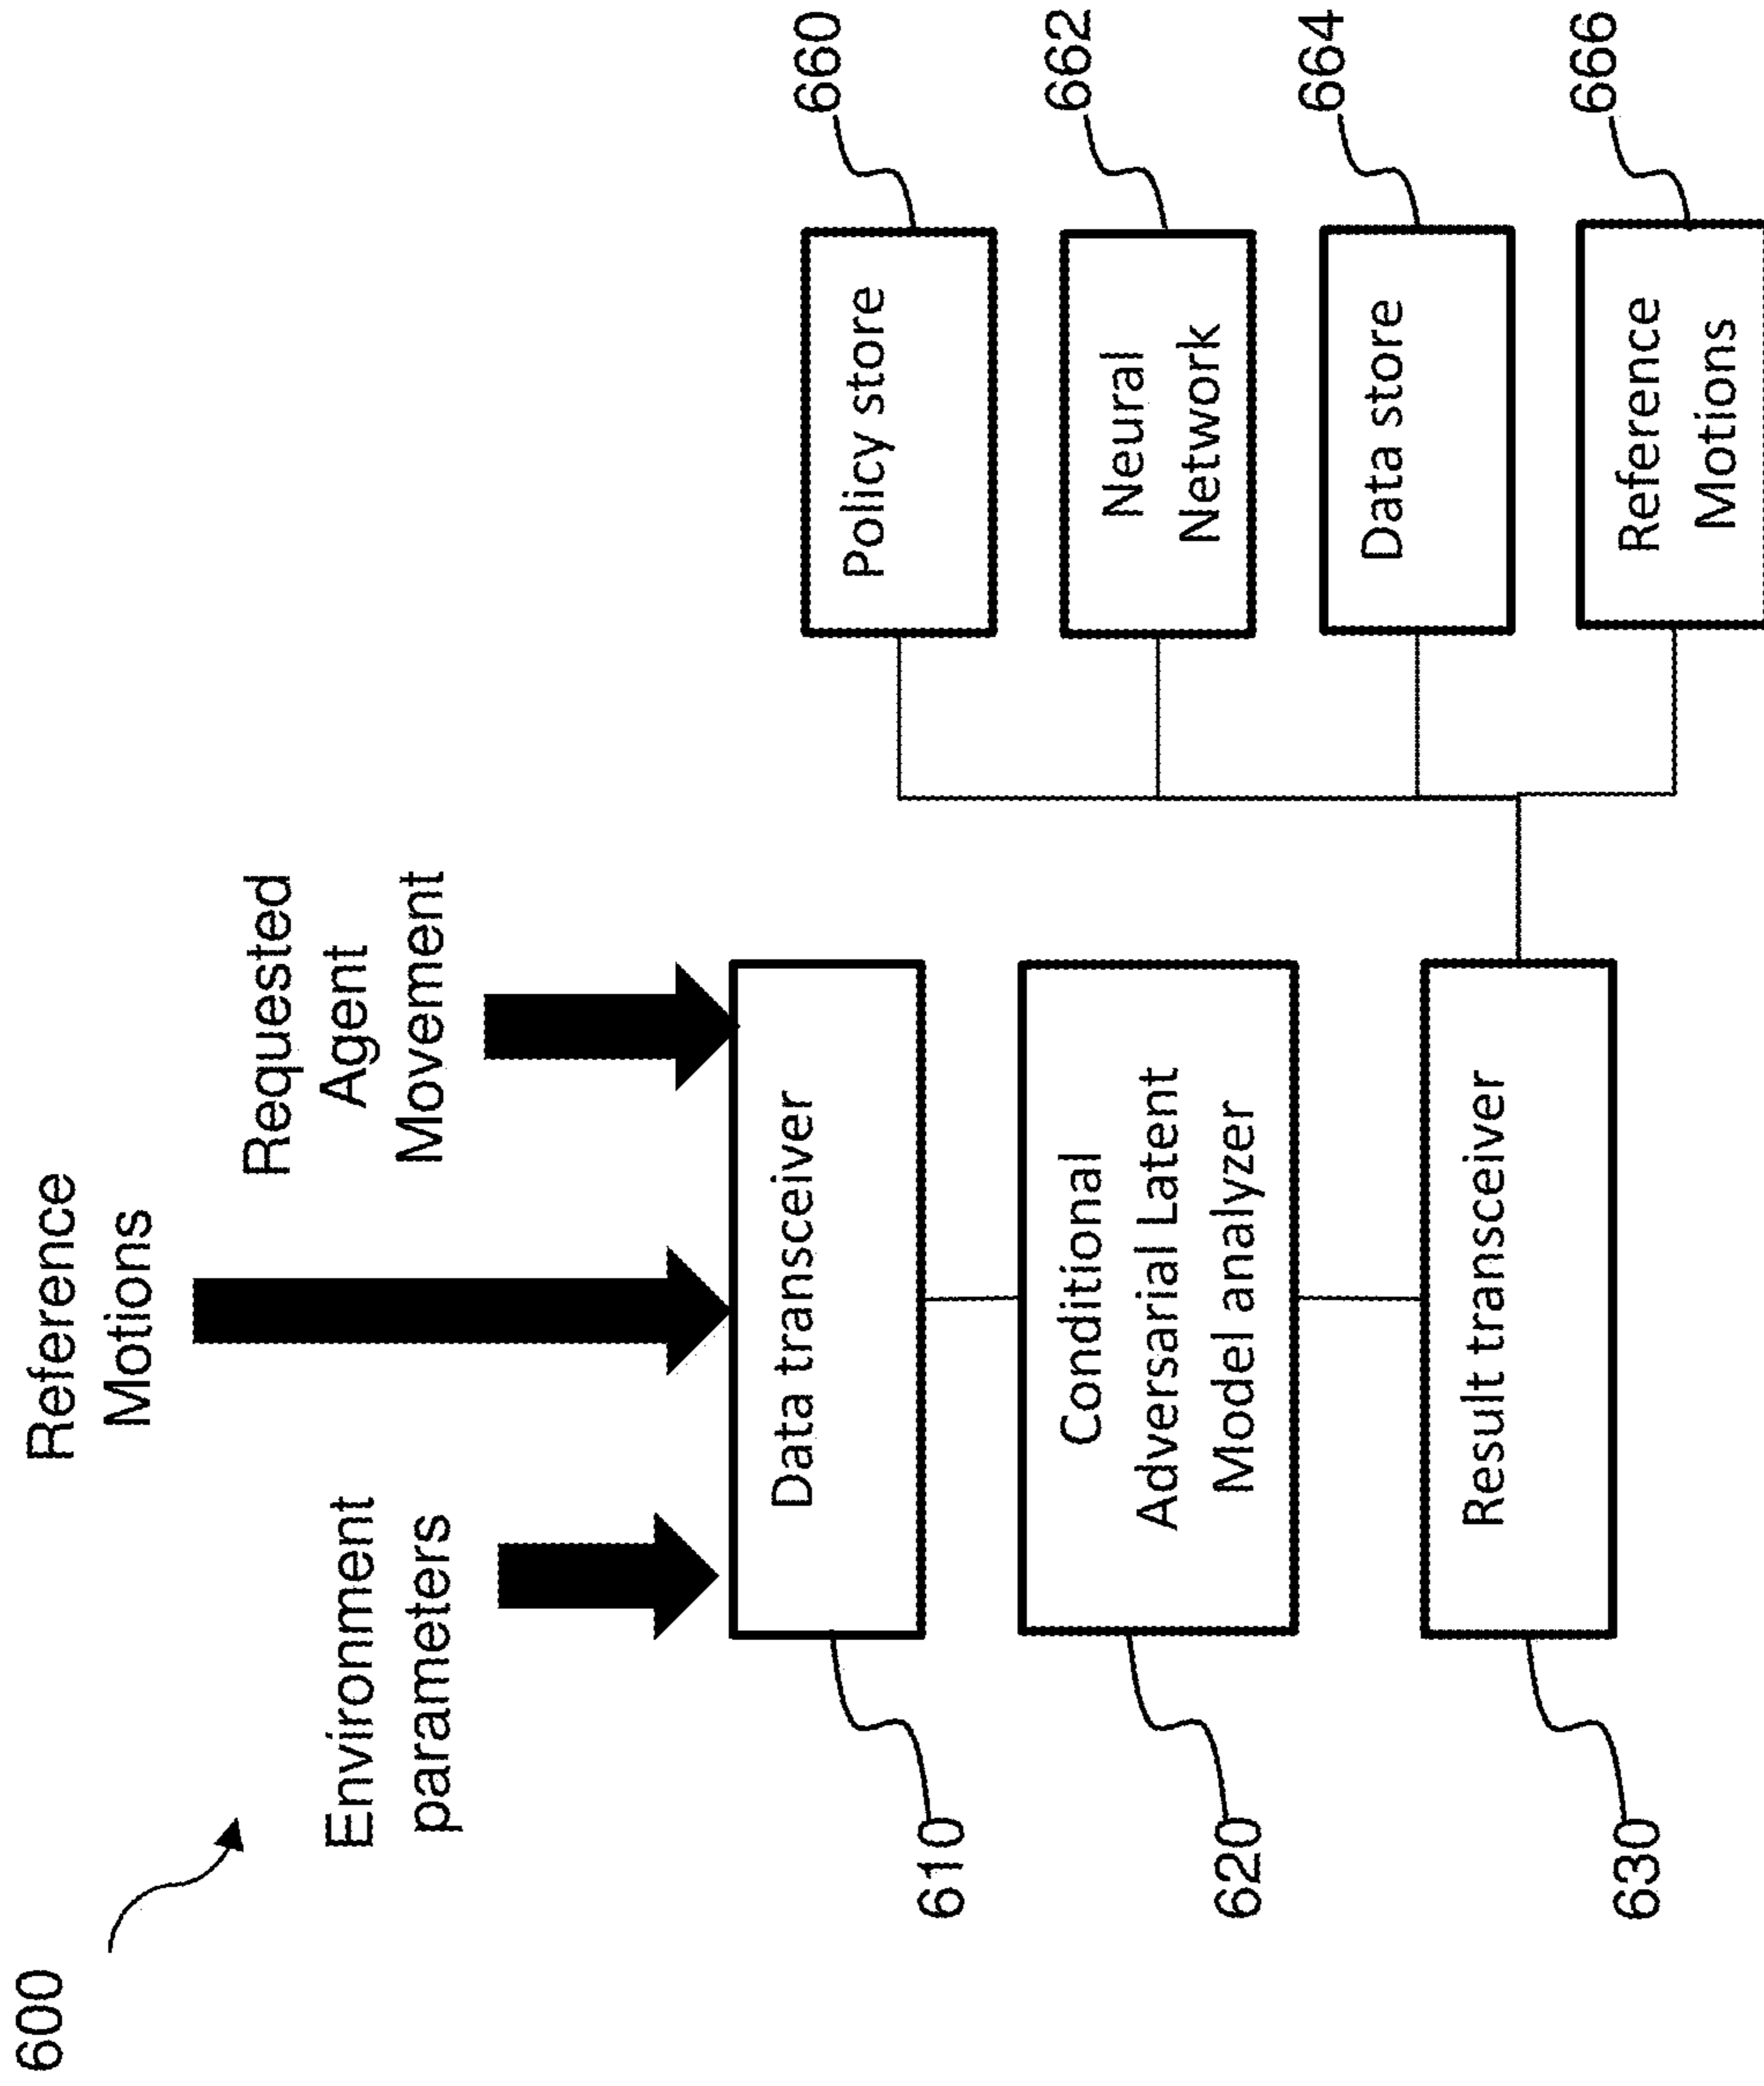 600
Reference
Motions
Environment
parameters
Requested
Agent
Movement
Data transceiver
610
Conditional
Adversarial Latent
Model analyzer
620
Result transceiver
630
Policy store
660
Neural
Network
662
Data store
664
Reference
Motions
666